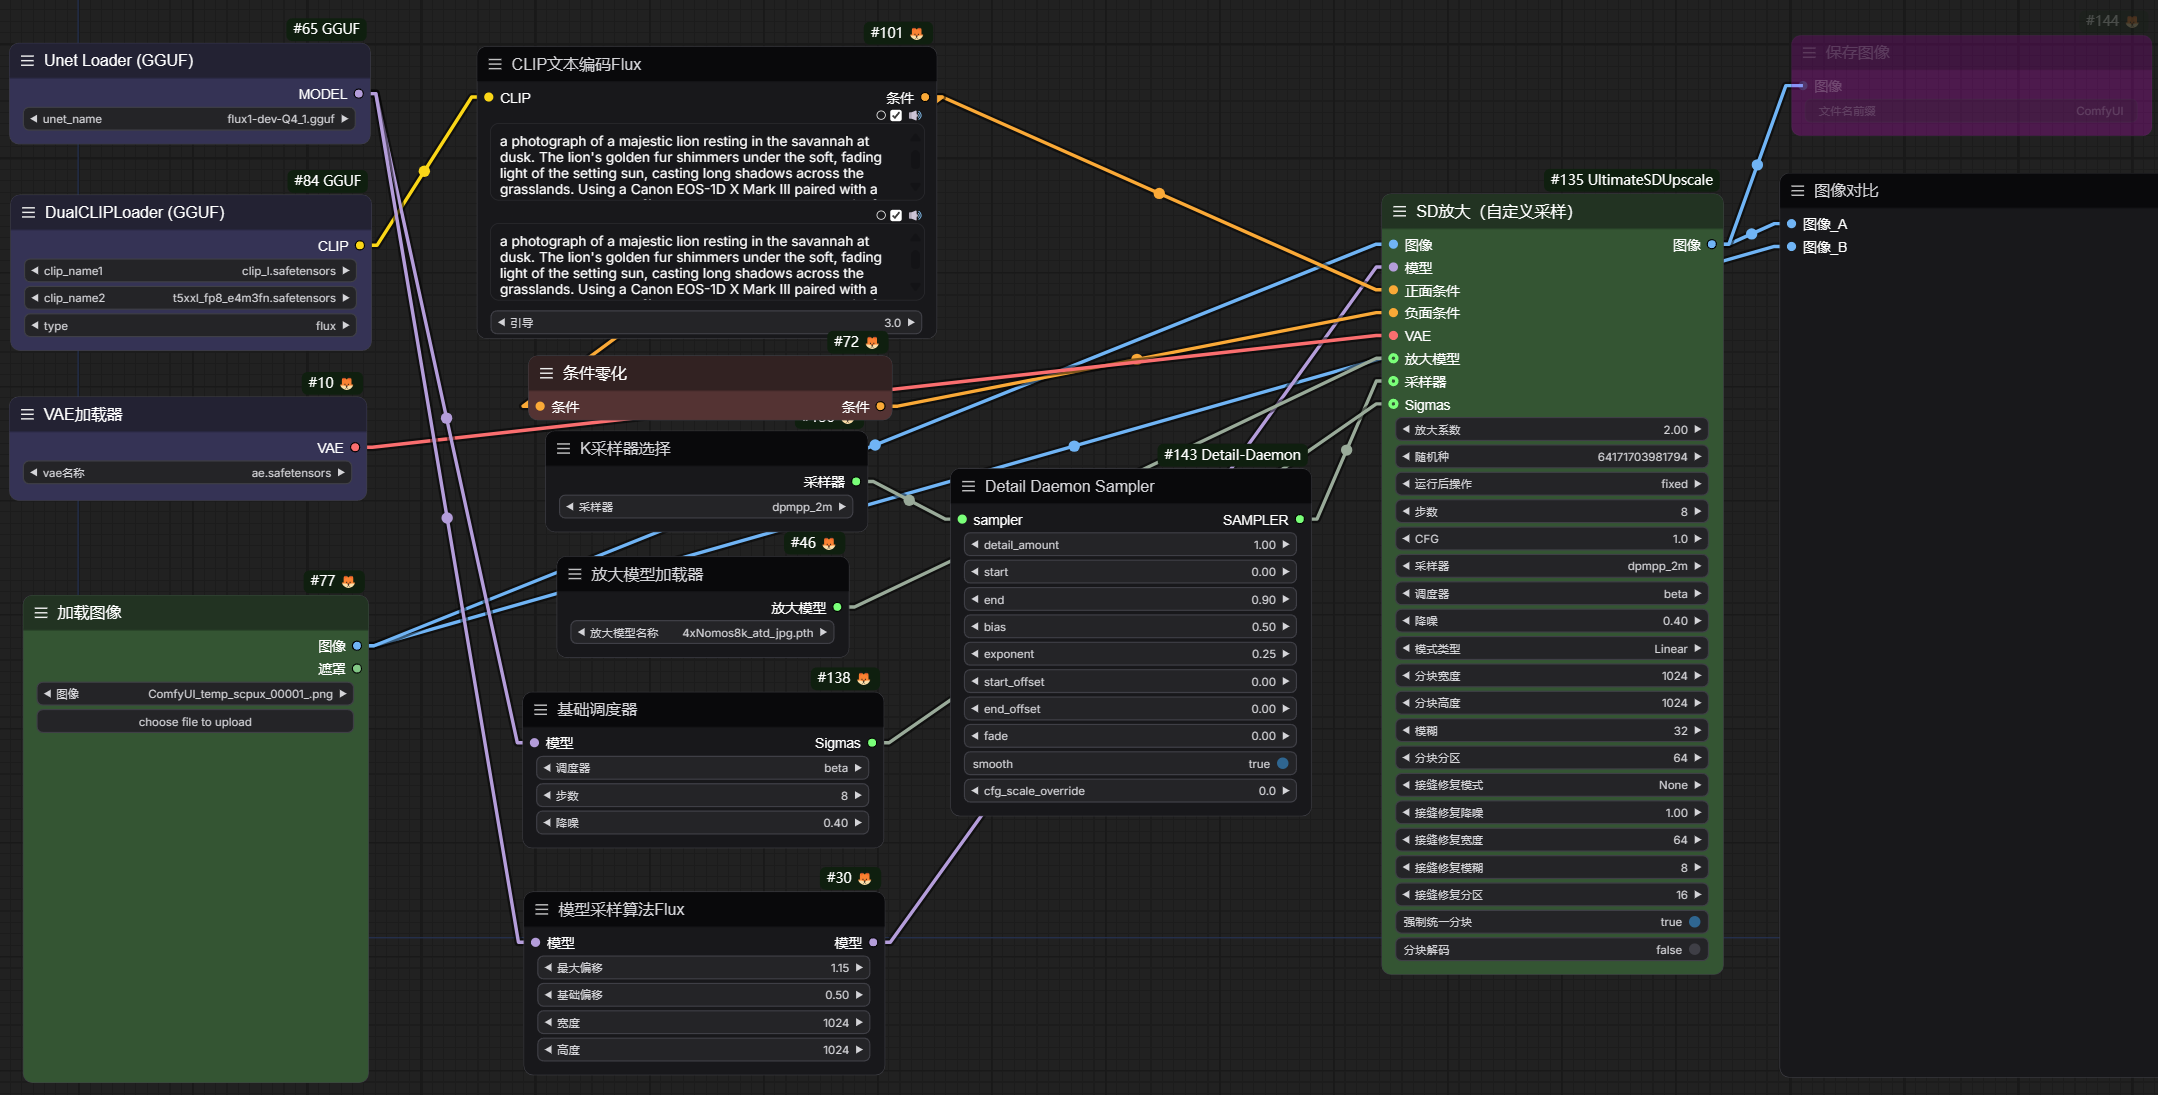 #65 GGUF
Unet Loader (GGUF)
MODEL
unet_name flux1-dev-Q4_1.gguf
#84 GGUF
DualCLIPLoader (GGUF)
CLIP
clip_name1 clip_l.safetensors
clip_name2 t5xxl_fp8_e4m3fn.safetensors
type flux
#10
VAE加载器
VAE
vae名称 ae.safetensors
#77
加载图像
图像
遮罩
图像 ComfyUI_temp_scpux_00001_.png
choose file to upload
#101
CLIP文本编码Flux
CLIP 条件
a photograph of a majestic lion resting in the savannah at
dusk. The lion's golden fur shimmers under the soft, fading
light of the setting sun, casting long shadows across the
grasslands. Using a Canon EOS-1D X Mark III paired with a
a photograph of a majestic lion resting in the savannah at
dusk. The lion's golden fur shimmers under the soft, fading
light of the setting sun, casting long shadows across the
grasslands. Using a Canon EOS-1D X Mark III paired with a
引导 3.0
#72
条件零化
条件 条件
K采样器选择
采样器
采样器 dpmpp_2m
#46
放大模型加载器
放大模型
放大模型名称 4xNomos8k_atd_jpg.pth
#138
基础调度器
模型 Sigmas
调度器 beta
步数 8
降噪 0.40
#30
模型采样算法Flux
模型 模型
最大偏移 1.15
基础偏移 0.50
宽度 1024
高度 1024
#143 Detail-Daemon
Detail Daemon Sampler
sampler SAMPLER
detail_amount 1.00
start 0.00
end 0.90
bias 0.50
exponent 0.25
start_offset 0.00
end_offset 0.00
fade 0.00
smooth true
cfg_scale_override 0.0
#135 UltimateSDUpscale
SD放大（自定义采样）
图像 图像
模型
正面条件
负面条件
VAE
放大模型
采样器
Sigmas
放大系数 2.00
随机种 64171703981794
运行后操作 fixed
步数 8
CFG 1.0
采样器 dpmpp_2m
调度器 beta
降噪 0.40
模式类型 Linear
分块宽度 1024
分块高度 1024
模糊 32
分块分区 64
接缝修复模式 None
接缝修复降噪 1.00
接缝修复宽度 64
接缝修复模糊 8
接缝修复分区 16
强制统一分块 true
分块解码 false
#144
保存图像
图像
文件名前缀 ComfyUI
图像对比
图像_A
图像_B